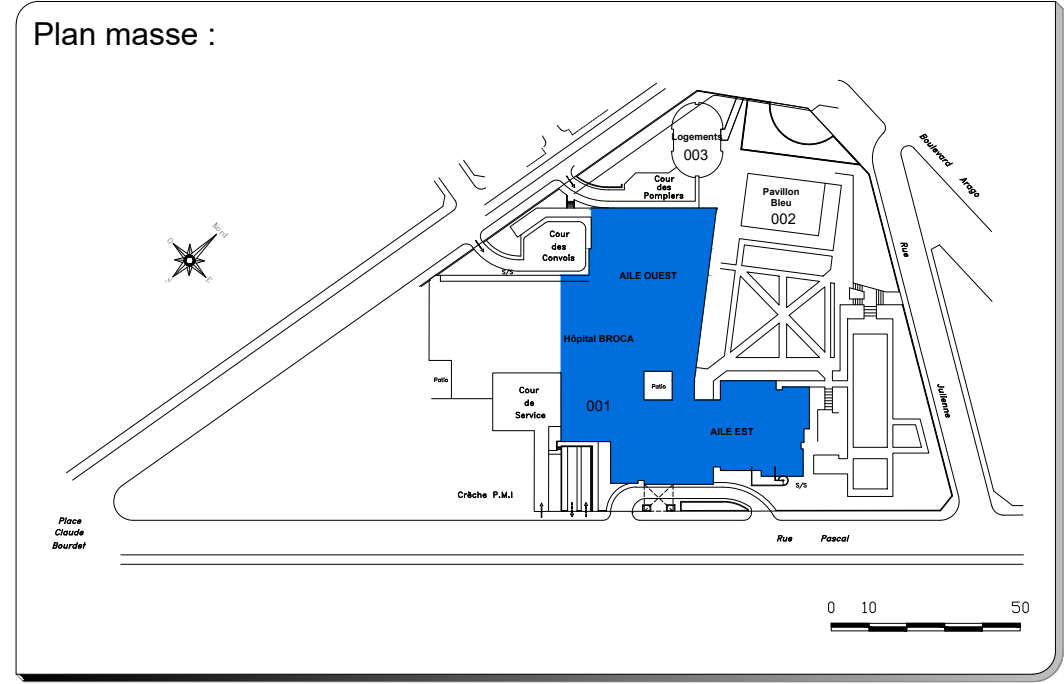 Plan masse :
Logements
003
Boulevard Arago
Cour
des
Pompiers
Pavillon
Bleu
002
Nord
O
E
S
Cour
des
Convois
S/S
Rue Julienne
AILE OUEST
Hôpital BROCA
Patio
Patio
Cour
de
Service
001
AILE EST
S/S
Crèche P.M.I
Place
Claude
Bourdet
Rue Pascal
0 10 50